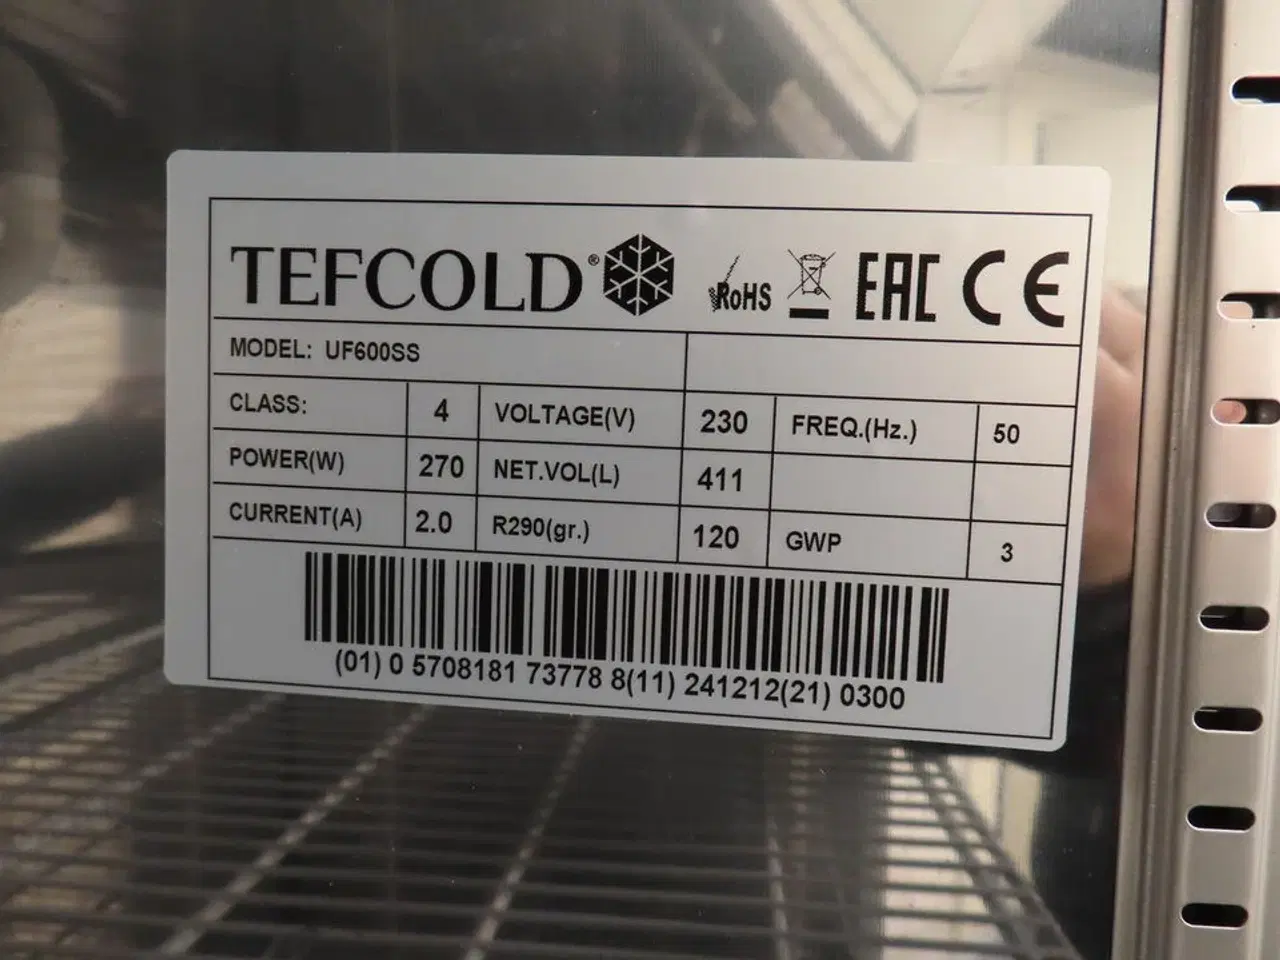 TEFCOLD® RoHS EAC CE
MODEL: UF600SS
CLASS: 4 VOLTAGE(V) 230 FREQ.(Hz.) 50
POWER(W) 270 NET.VOL(L) 411
CURRENT(A) 2.0 R290(gr.) 120 GWP 3
(01) 0 5708181 73778 8(11) 241212(21) 0300